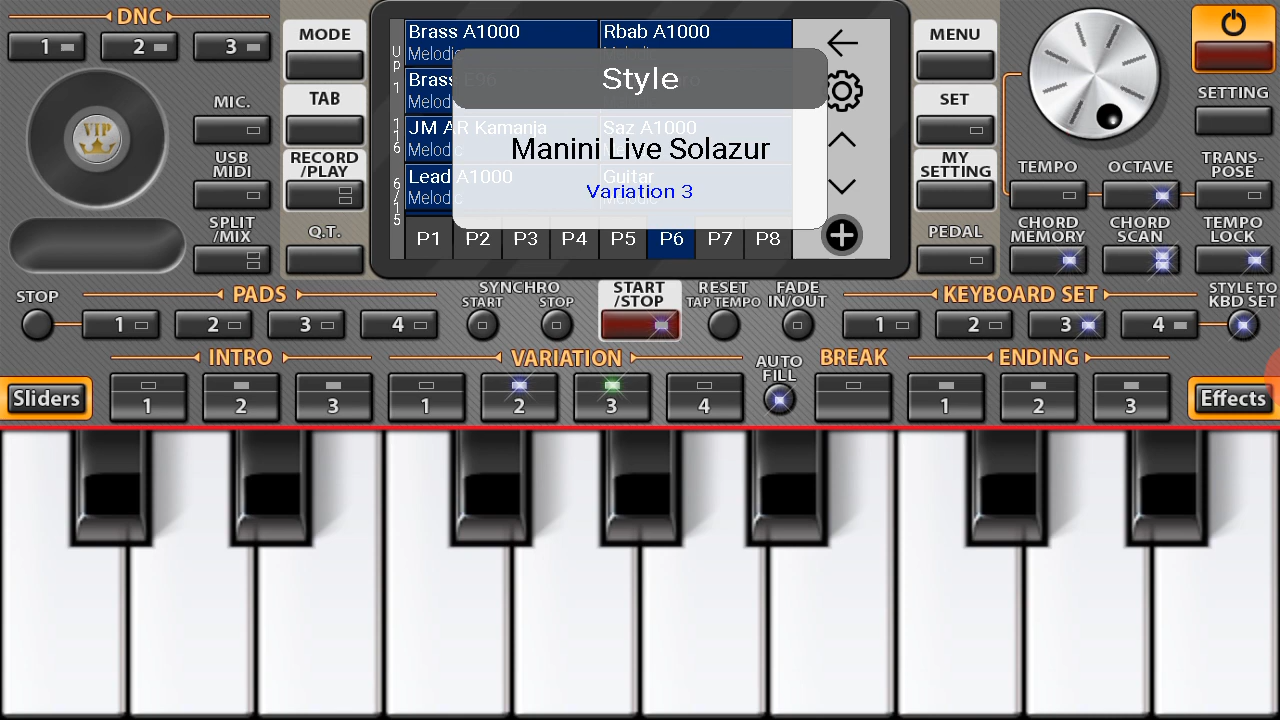 DNC
1
2
3
VIP
MIC.
USB
MIDI
SPLIT
/MIX
MODE
TAB
RECORD
/PLAY
Q.T.
Brass A1000
Rbab A1000
Style
JM AR Kamanja
Saz A1000
Manini Live Solazur
Lead A1000
Guitar
Variation 3
P1 P2 P3 P4 P5 P6 P7 P8
MENU
SET
MY
SETTING
PEDAL
SETTING
TEMPO
OCTAVE
TRANS-
POSE
CHORD
MEMORY
CHORD
SCAN
TEMPO
LOCK
STOP
PADS
1
2
3
4
SYNCHRO
START
STOP
START
/STOP
RESET
TAP TEMPO
FADE
IN/OUT
KEYBOARD SET
1
2
3
4
STYLE TO
KBD SET
Sliders
INTRO
1
2
3
VARIATION
1
2
3
4
AUTO
FILL
BREAK
ENDING
1
2
3
Effects